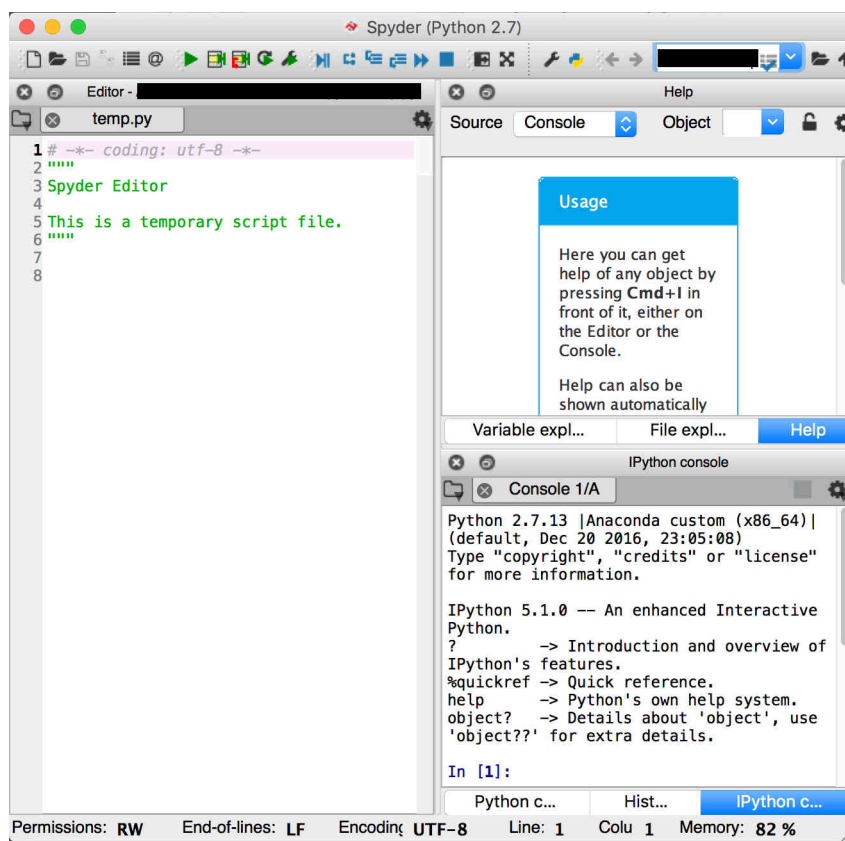 Spyder (Python 2.7)
@
Editor -
temp.py
1 # -*- coding: utf-8 -*-
2 """
3 Spyder Editor
4
5 This is a temporary script file.
6 """
7
8
Help
Source Console Object
Usage
Here you can get
help of any object by
pressing Cmd+I in
front of it, either on
the Editor or the
Console.
Help can also be
shown automatically
Variable expl... File expl... Help
IPython console
Console 1/A
Python 2.7.13 |Anaconda custom (x86_64)|
(default, Dec 20 2016, 23:05:08)
Type "copyright", "credits" or "license"
for more information.
IPython 5.1.0 -- An enhanced Interactive
Python.
? -> Introduction and overview of
IPython's features.
%quickref -> Quick reference.
help -> Python's own help system.
object? -> Details about 'object', use
'object??' for extra details.
In [1]:
Python c... Hist... IPython c...
Permissions: RW End-of-lines: LF Encoding UTF-8 Line: 1 Colu 1 Memory: 82 %